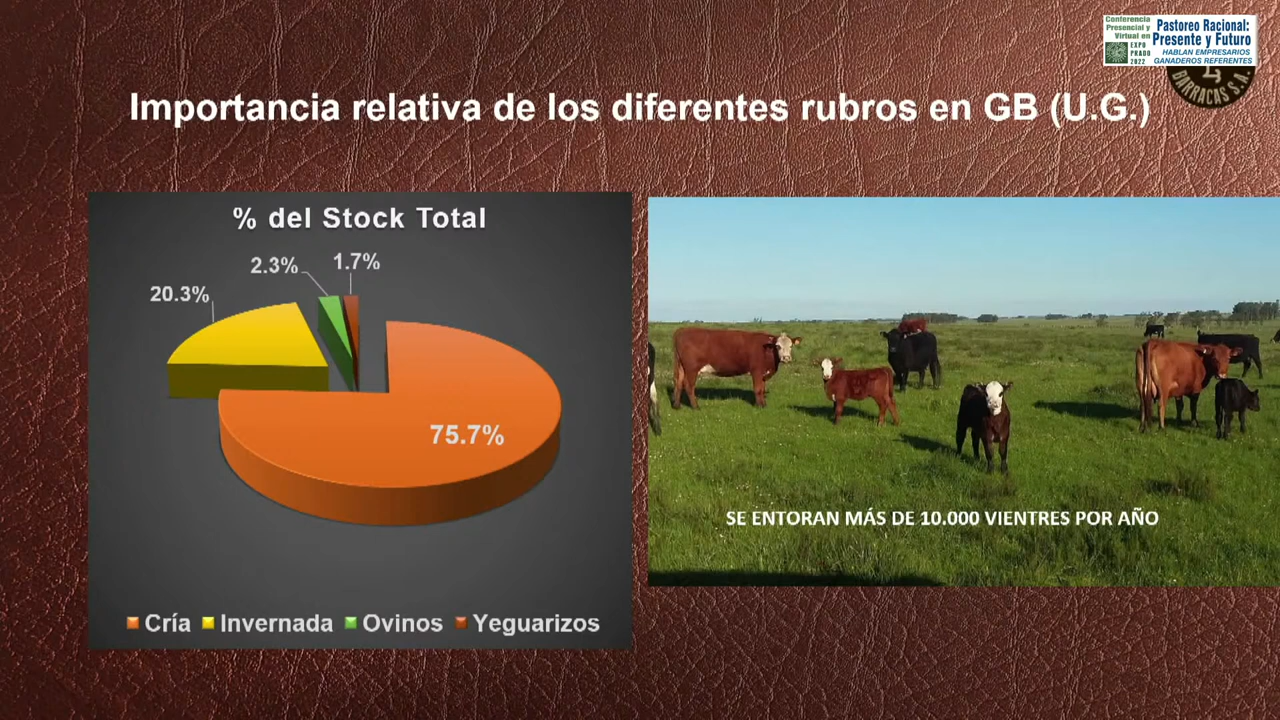 Conferencia
Presencial y
Virtual en
EXPO
PRADO
2022
Pastoreo Racional:
Presente y Futuro
HABLAN EMPRESARIOS
GANADEROS REFERENTES
BARRACAS S.A.
Importancia relativa de los diferentes rubros en GB (U.G.)
% del Stock Total
2.3%
1.7%
20.3%
75.7%
Cría Invernada Ovinos Yeguarizos
SE ENTORAN MÁS DE 10.000 VIENTRES POR AÑO